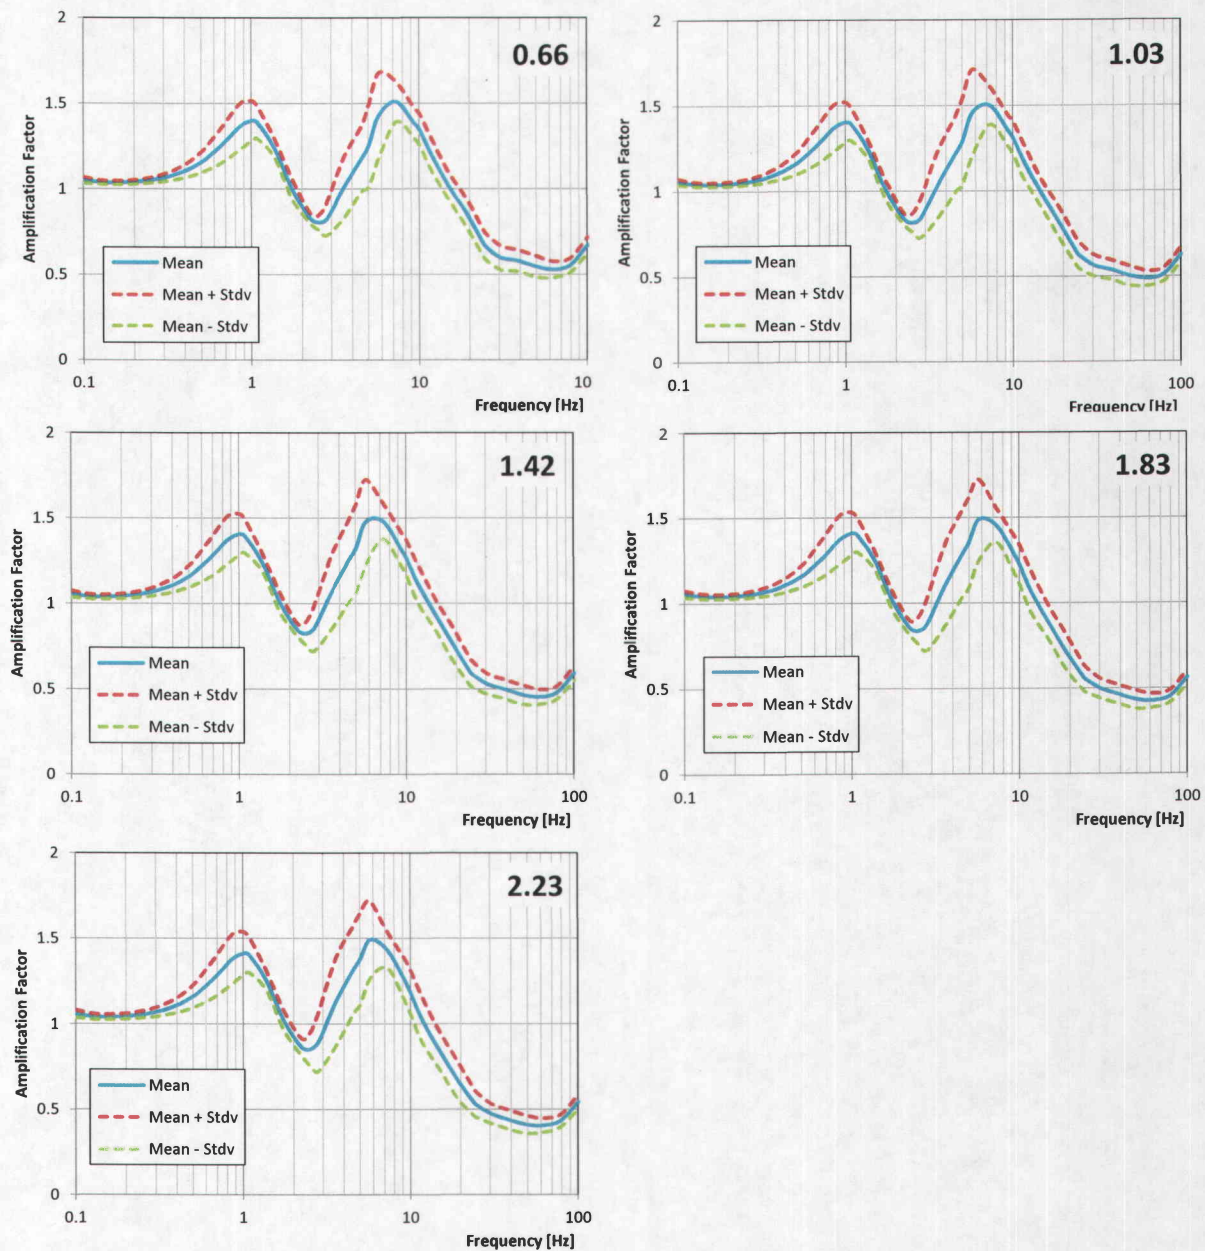 2
0.66
1.5
Amplification Factor
1
0.5
Mean
Mean + Stdv
Mean - Stdv
0
0.1
1
10
10
Frequency [Hz]
2
1.03
1.5
Amplification Factor
1
0.5
Mean
Mean + Stdv
Mean - Stdv
0
0.1
1
10
100
Frequency [Hz]
2
1.42
1.5
Amplification Factor
1
0.5
Mean
Mean + Stdv
Mean - Stdv
0
0.1
1
10
100
Frequency [Hz]
2
1.83
1.5
Amplification Factor
1
0.5
Mean
Mean + Stdv
Mean - Stdv
0
0.1
1
10
100
Frequency [Hz]
2
2.23
1.5
Amplification Factor
1
0.5
Mean
Mean + Stdv
Mean - Stdv
0
0.1
1
10
100
Frequency [Hz]